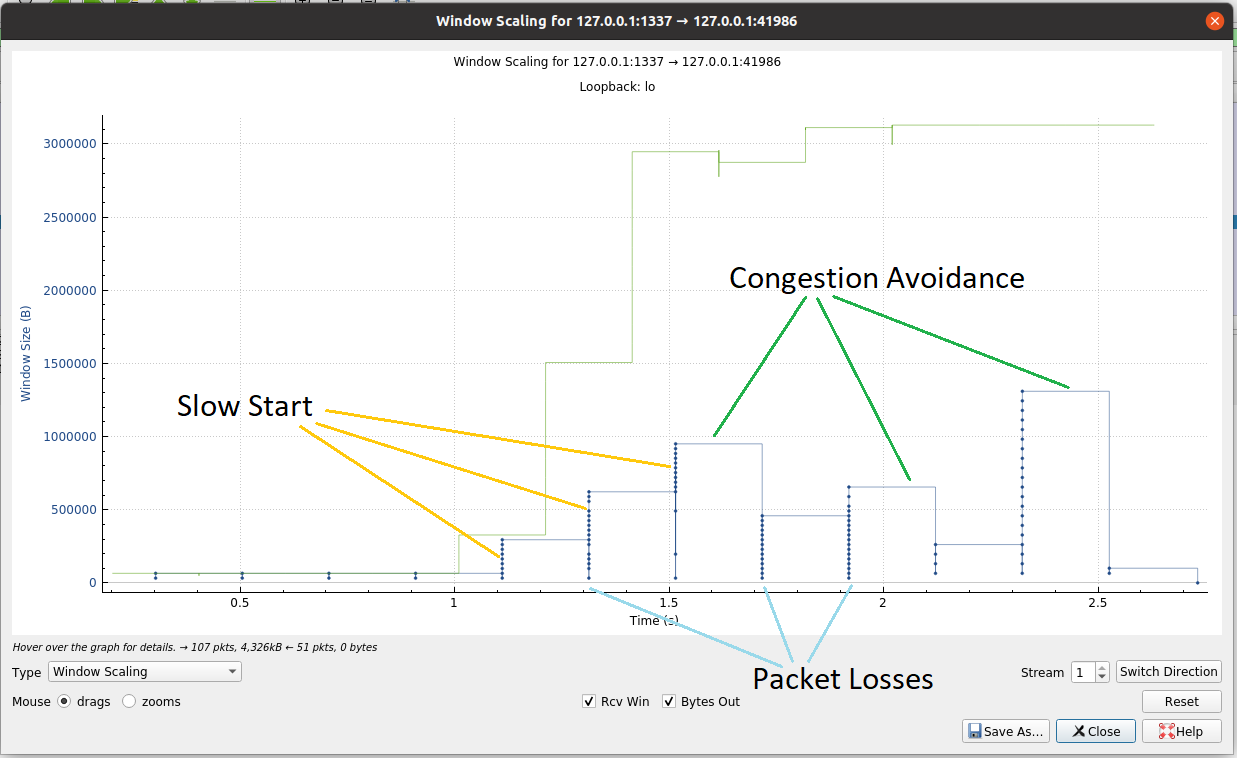 Window Scaling for 127.0.0.1:1337 → 127.0.0.1:41986
Window Scaling for 127.0.0.1:1337 → 127.0.0.1:41986
Loopback: lo
3000000
2500000
2000000
1500000
1000000
500000
0
Window Size (B)
Congestion Avoidance
Slow Start
0.5
1
1.5
2
2.5
Time (s)
Packet Losses
Hover over the graph for details. → 107 pkts, 4,326kB ← 51 pkts, 0 bytes
Type Window Scaling
Stream 1 Switch Direction
Mouse drags zooms
Rcv Win Bytes Out
Reset
Save As... Close Help